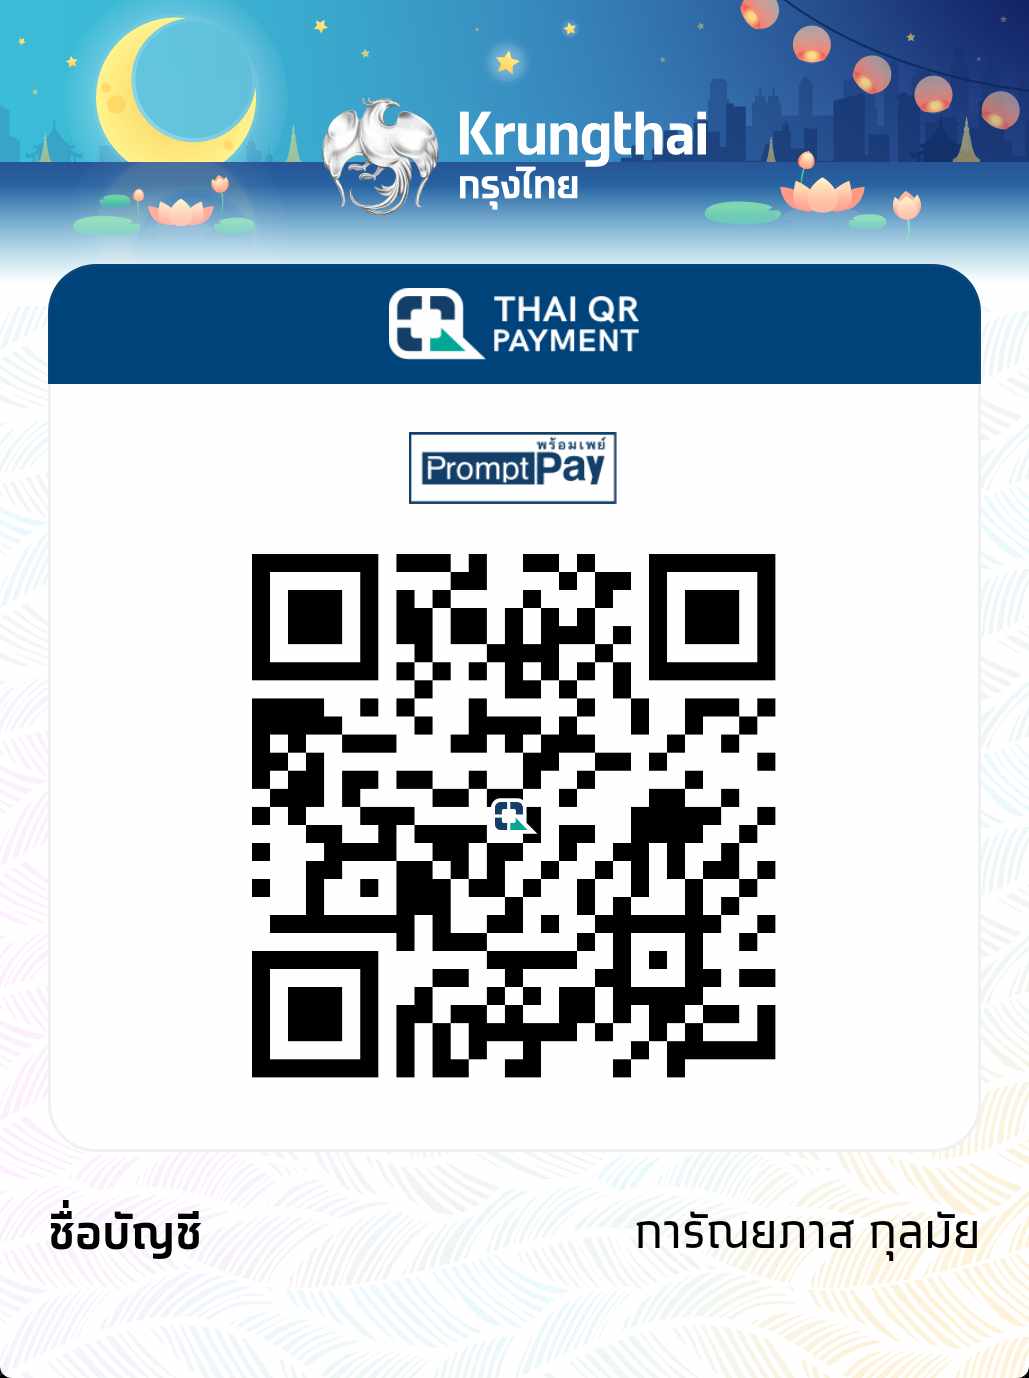 Krungthai
กรุงไทย
THAI QR
PAYMENT
พร้อมเพย์
PromptPay
ชื่อบัญชี
การัณยภาส กุลมัย